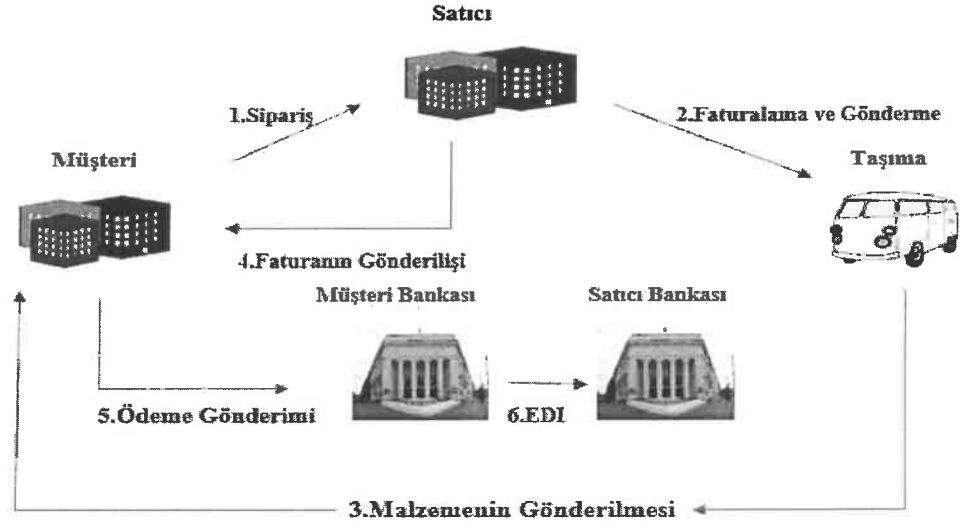 Satıcı
1.Sipariş
2.Faturalama ve Gönderme
Müşteri
Taşıma
4.Faturanın Gönderilişi
Müşteri Bankası
Satıcı Bankası
5.Ödeme Gönderimi
6.EDI
3.Malzemenin Gönderilmesi